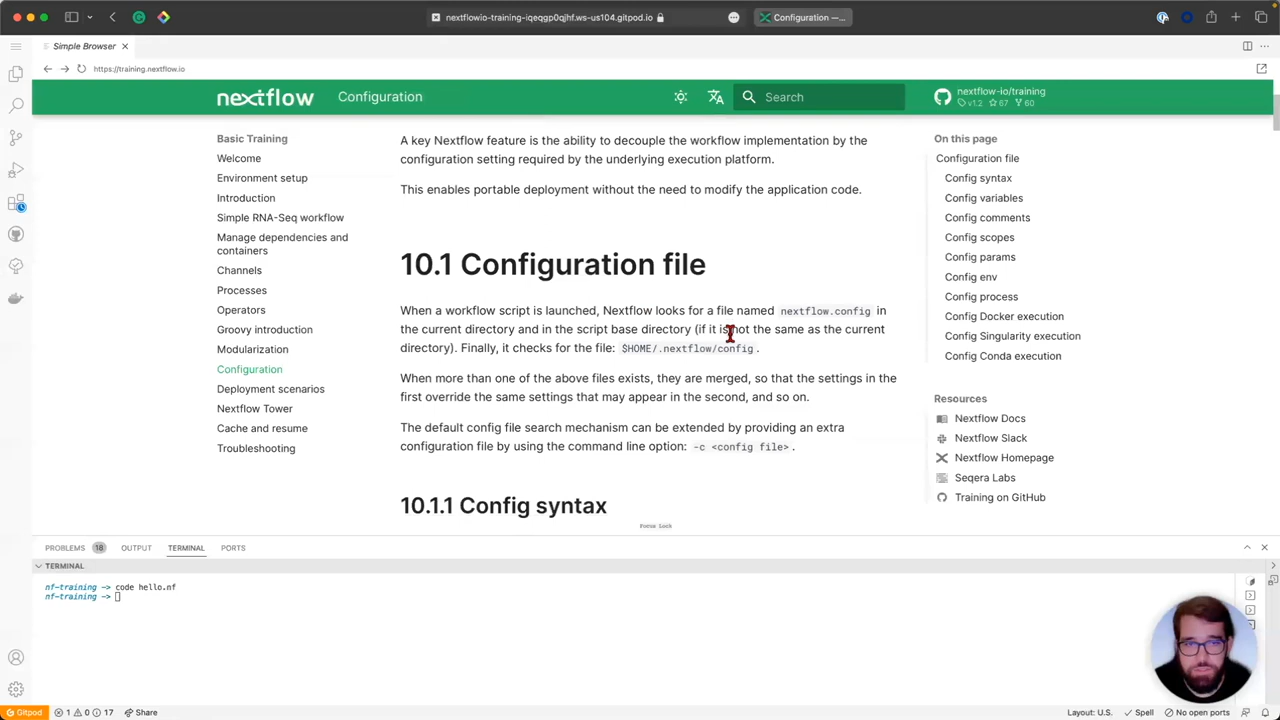 nextflowio-training-iqeqgp0qjhf.ws-us104.gitpod.io
Configuration —...
Simple Browser
https://training.nextflow.io
nextflow
Configuration
Search
nextflow-io/training
v1.2 67 60
Basic Training
Welcome
Environment setup
Introduction
Simple RNA-Seq workflow
Manage dependencies and
containers
Channels
Processes
Operators
Groovy introduction
Modularization
Configuration
Deployment scenarios
Nextflow Tower
Cache and resume
Troubleshooting
A key Nextflow feature is the ability to decouple the workflow implementation by the
configuration setting required by the underlying execution platform.
This enables portable deployment without the need to modify the application code.
10.1 Configuration file
When a workflow script is launched, Nextflow looks for a file named nextflow.config in
the current directory and in the script base directory (if it is not the same as the current
directory). Finally, it checks for the file: $HOME/.nextflow/config .
When more than one of the above files exists, they are merged, so that the settings in the
first override the same settings that may appear in the second, and so on.
The default config file search mechanism can be extended by providing an extra
configuration file by using the command line option: -c <config file> .
10.1.1 Config syntax
Focus Lock
On this page
Configuration file
Config syntax
Config variables
Config comments
Config scopes
Config params
Config env
Config process
Config Docker execution
Config Singularity execution
Config Conda execution
Resources
Nextflow Docs
Nextflow Slack
Nextflow Homepage
Seqera Labs
Training on GitHub
PROBLEMS 18 OUTPUT TERMINAL PORTS
TERMINAL
nf-training -> code hello.nf
nf-training ->
Gitpod 1 0 17 Share
Layout: U.S. Spell No open ports